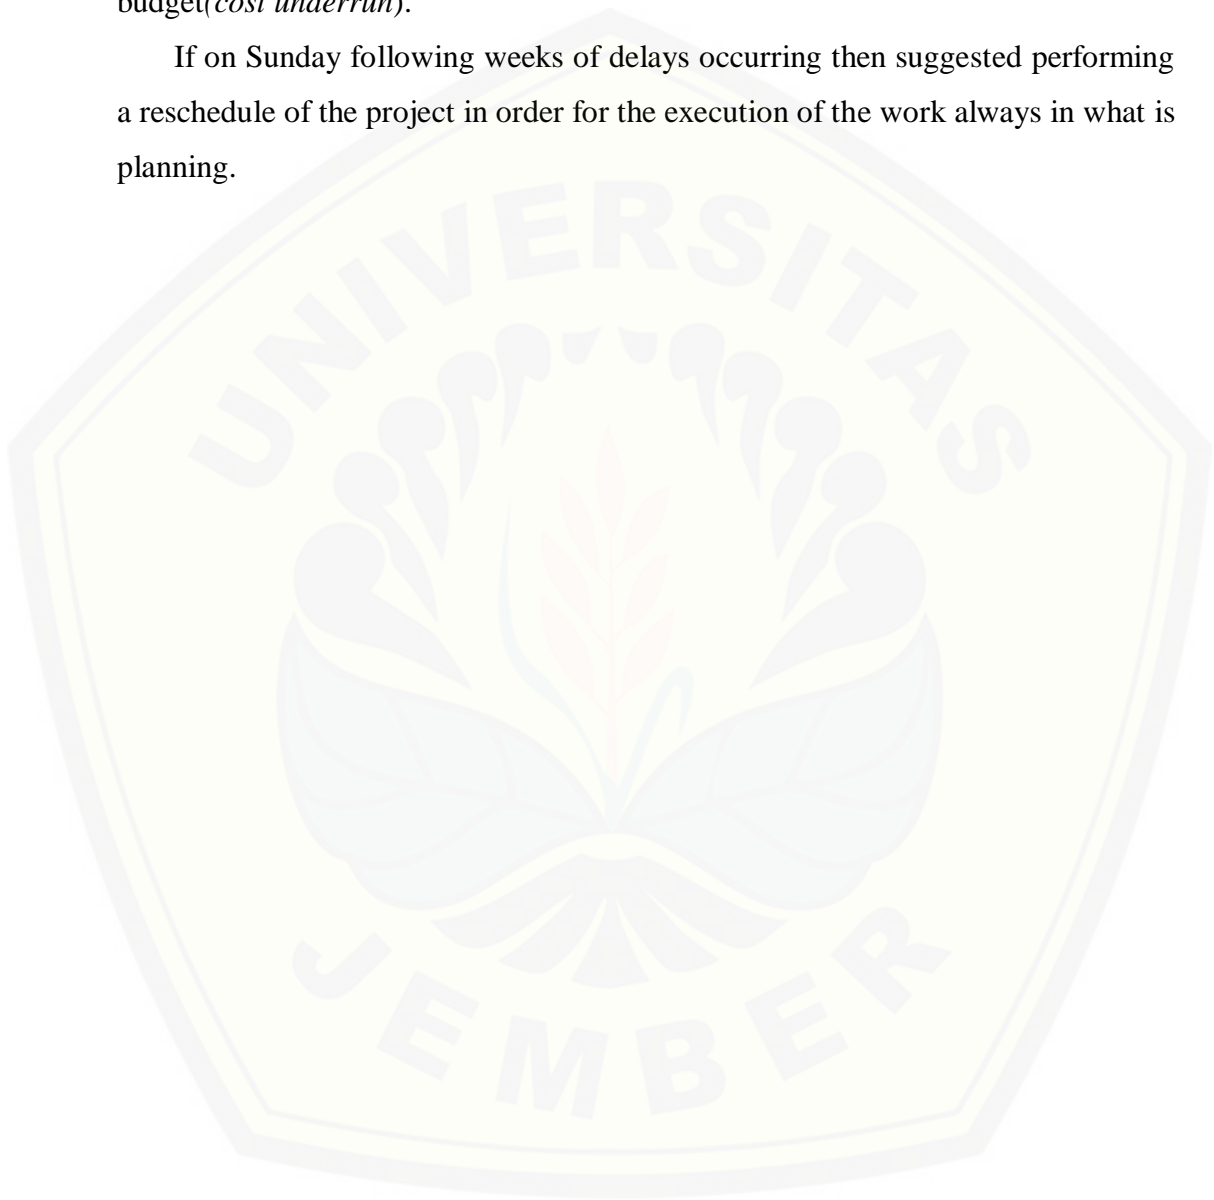 budget(cost underrun).
If on Sunday following weeks of delays occurring then suggested performing
a reschedule of the project in order for the execution of the work always in what is
planning.
UNIVERSITAS
JEMBER